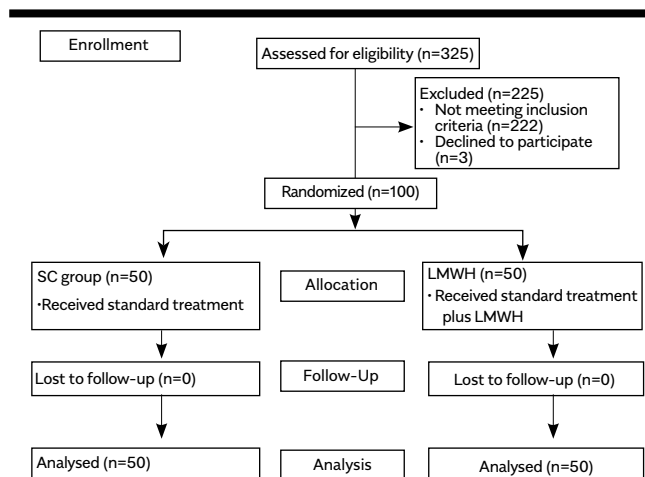 Enrollment
Assessed for eligibility (n=325)
Excluded (n=225)
· Not meeting inclusion
criteria (n=222)
· Declined to participate
(n=3)
Randomized (n=100)
SC group (n=50)
·Received standard treatment
Allocation
LMWH (n=50)
· Received standard treatment
plus LMWH
Lost to follow-up (n=0)
Follow-Up
Lost to follow-up (n=0)
Analysed (n=50)
Analysis
Analysed (n=50)